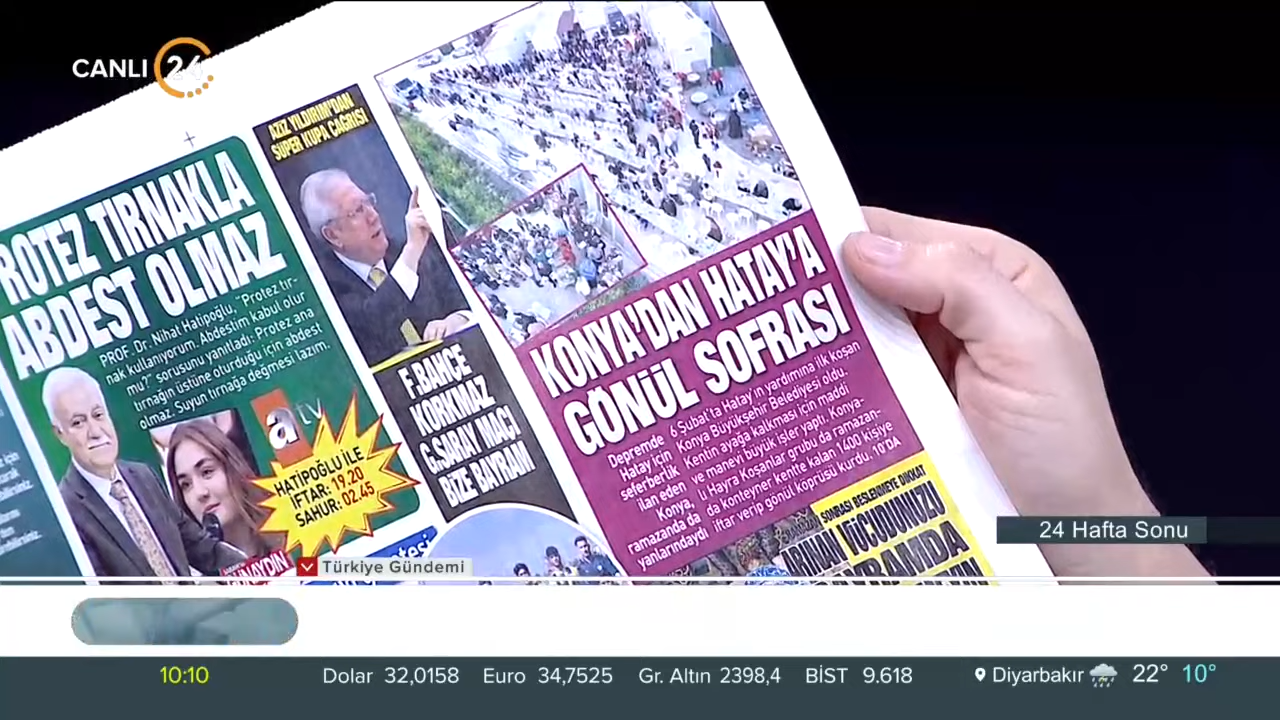 CANLI 24
ROTEZ TIRNAKLA
ABDEST OLMAZ
PROF. Dr. Nihat Hatipoğlu, "Protez tır-
nak kullanıyorum. Abdestim kabul olur
mu?" sorusunu yanıtladı: Protez ana
tırnağın üstüne oturduğu için abdest
olmaz. Suyun tırnağa değmesi lazım.
atv
HATİPOĞLU İLE
İFTAR: 19.20
SAHUR: 02.45
GÜNAYDIN
AZİZ YILDIRIM'DAN
SÜPER KUPA ÇAĞRISI
F.BAHÇE
KORKMAZ
G.SARAY MAÇI
BİZE BAYRAM
KONYA'DAN HATAY'A
GÖNÜL SOFRASI
Depremde
Hatay için
seferberlik
ilan eden
Konya,
ramazanda da
yanlarındaydı
6 Şubat'ta Hatay'ın yardımına ilk koşan
Konya Büyükşehir Belediyesi oldu.
Kentin ayağa kalkması için maddi
ve manevi büyük işler yaptı. Konya-
lı Hayra Koşanlar grubu da ramazan-
da konteyner kentte kalan 1400 kişiye
iftar verip gönül köprüsü kurdu. 10'DA
SONBASI BESLENMEYE DİKKAT
ARINAN VÜCUDUNUZU
24 Hafta Sonu
Türkiye Gündemi
10:10 Dolar 32,0158 Euro 34,7525 Gr. Altın 2398,4 BİST 9.618 Diyarbakır 22° 10°